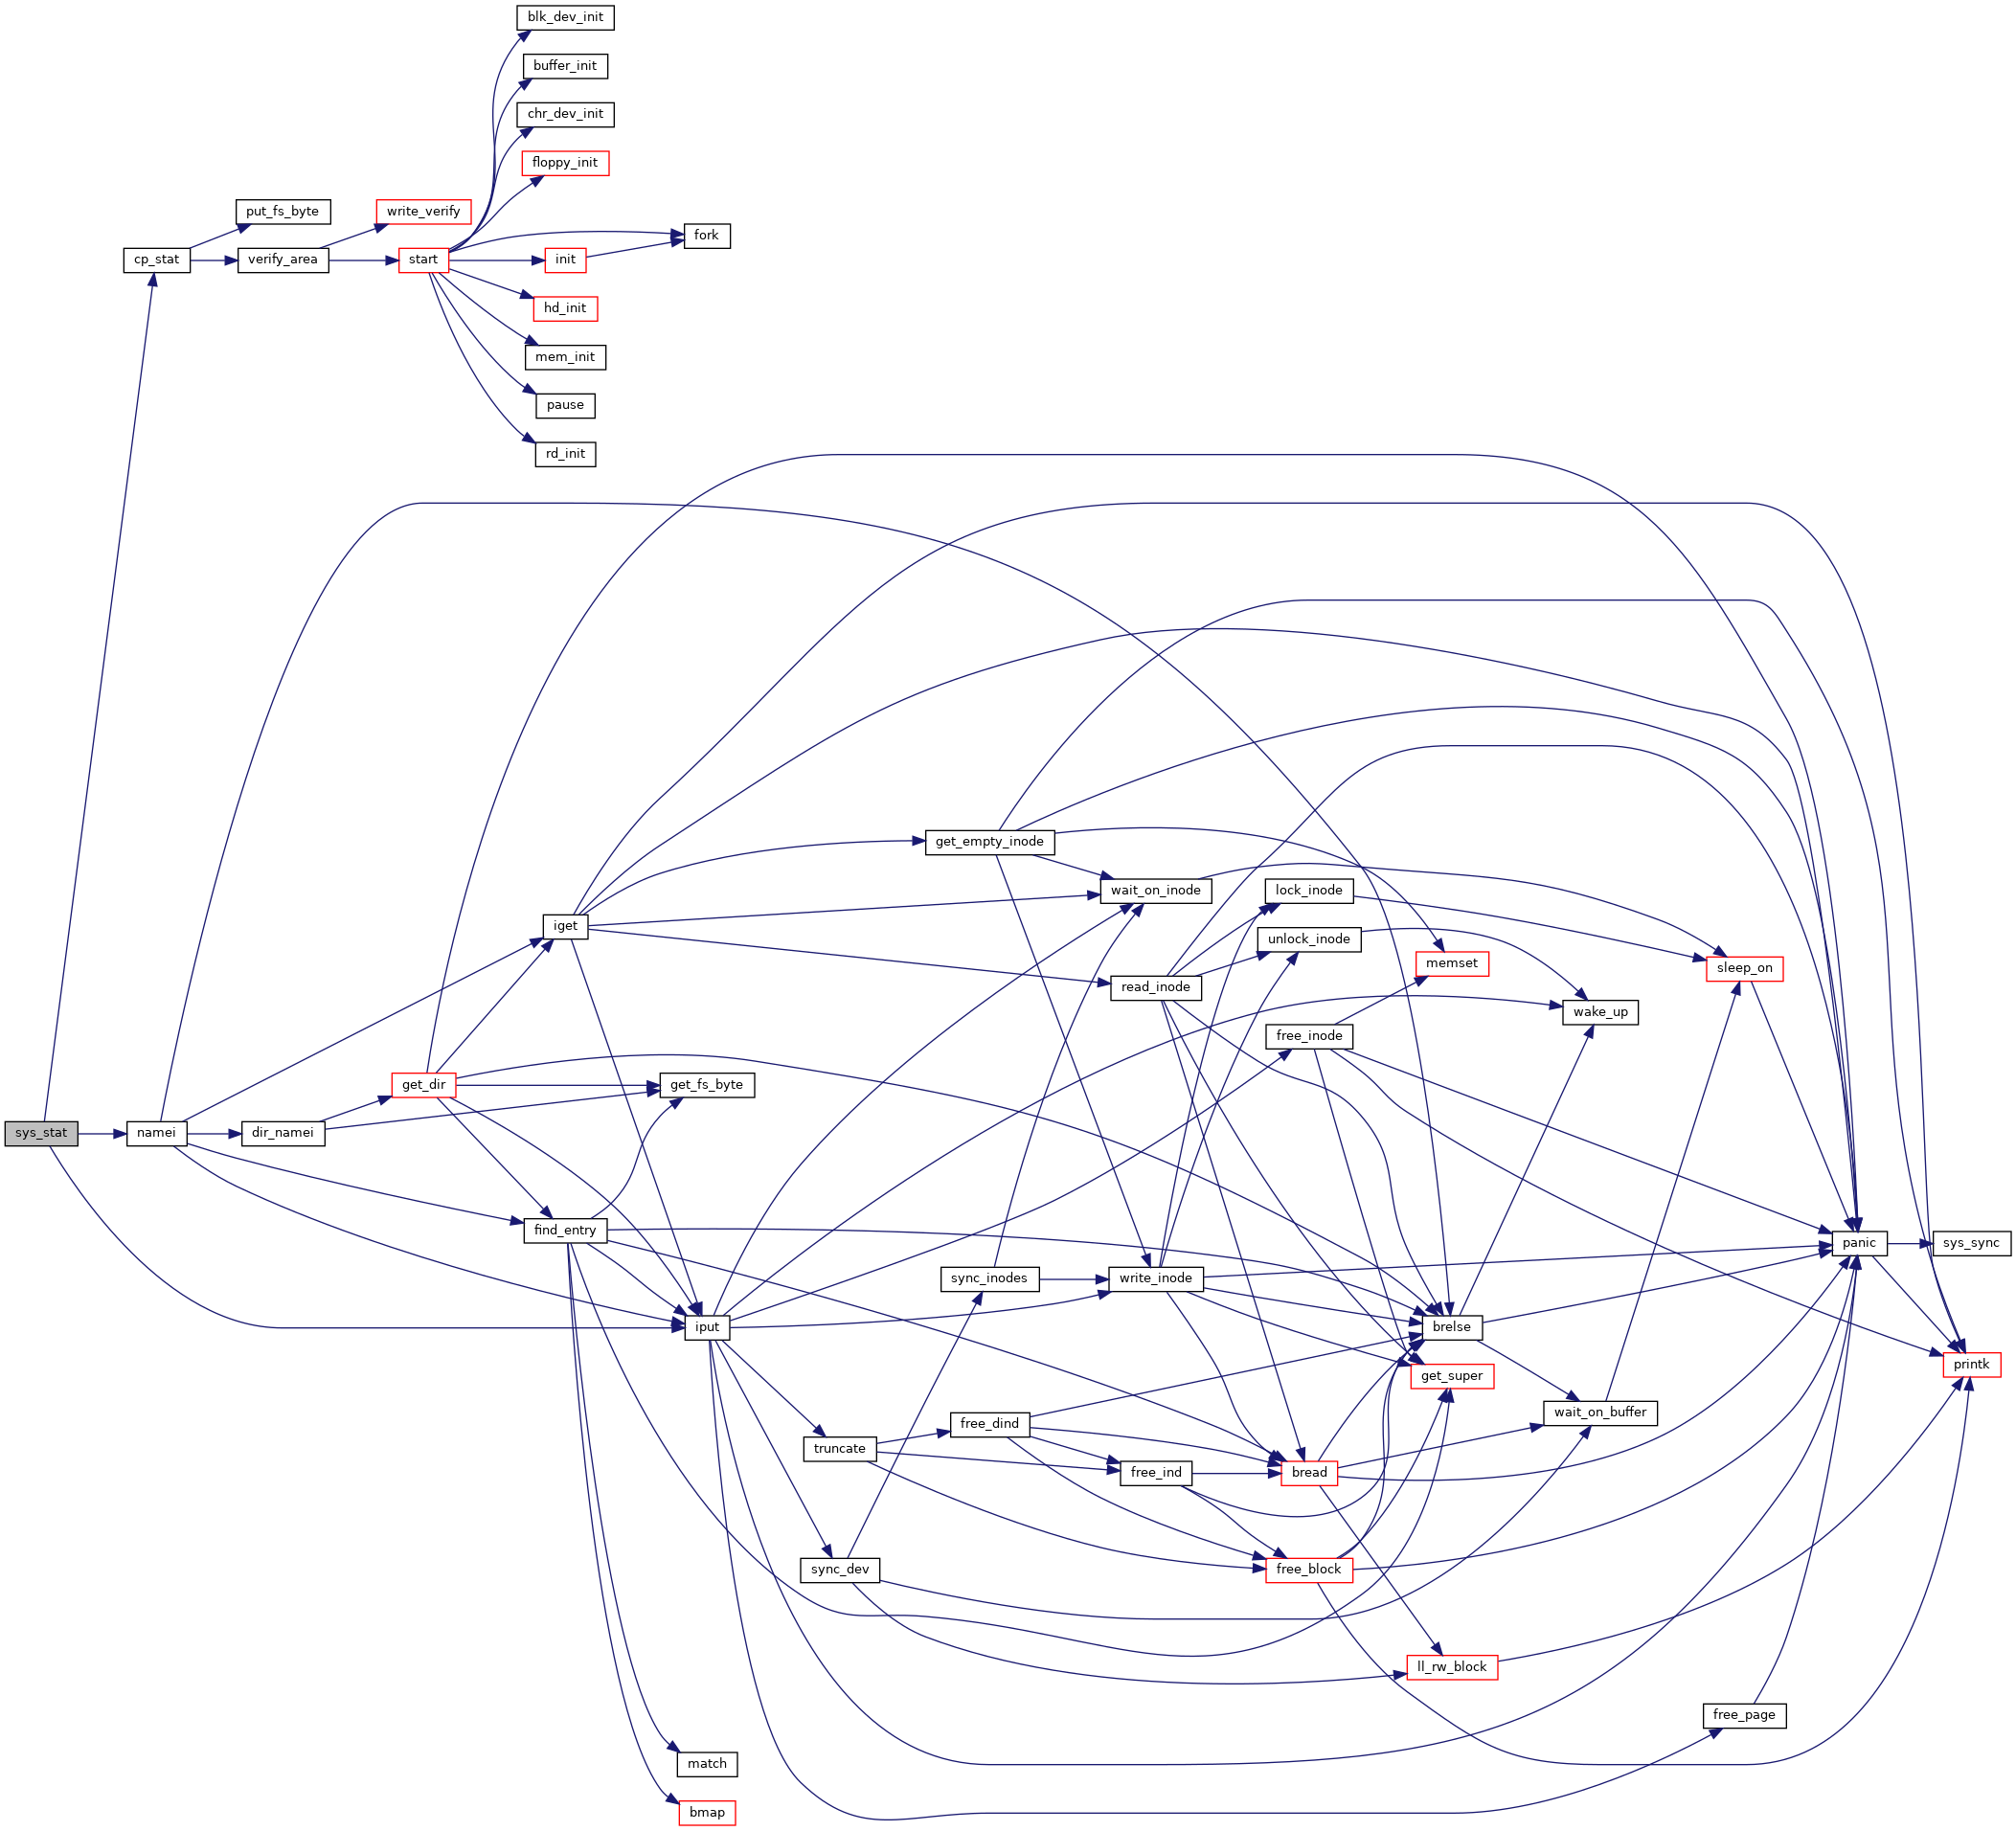 blk_dev_init
buffer_init
chr_dev_init
floppy_init
put_fs_byte
write_verify
fork
cp_stat
verify_area
start
init
hd_init
mem_init
pause
rd_init
get_empty_inode
wait_on_inode
lock_inode
iget
unlock_inode
memset
sleep_on
read_inode
wake_up
free_inode
get_dir
get_fs_byte
sys_stat
namei
dir_namei
find_entry
panic
sys_sync
sync_inodes
write_inode
iput
brelse
printk
get_super
wait_on_buffer
free_dind
truncate
free_ind
bread
sync_dev
free_block
ll_rw_block
free_page
match
bmap